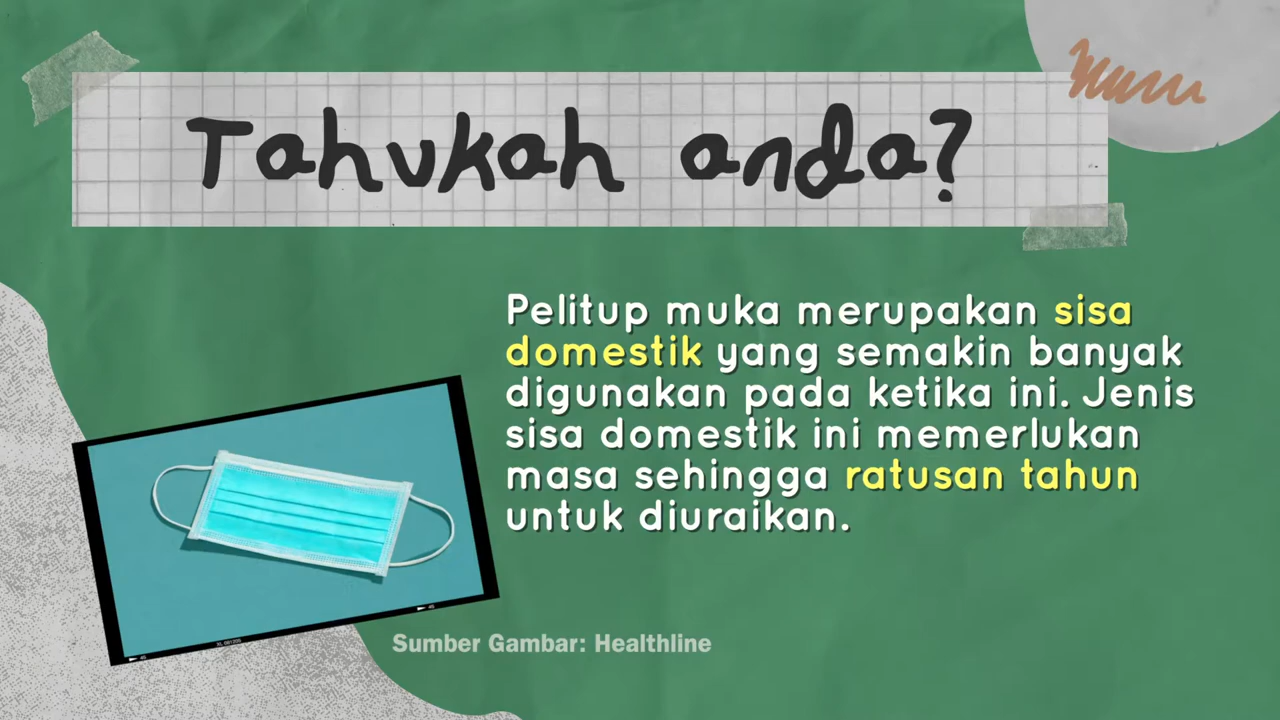 Tahukah anda?
Pelitup muka merupakan sisa
domestik yang semakin banyak
digunakan pada ketika ini. Jenis
sisa domestik ini memerlukan
masa sehingga ratusan tahun
untuk diuraikan.
Sumber Gambar: Healthline